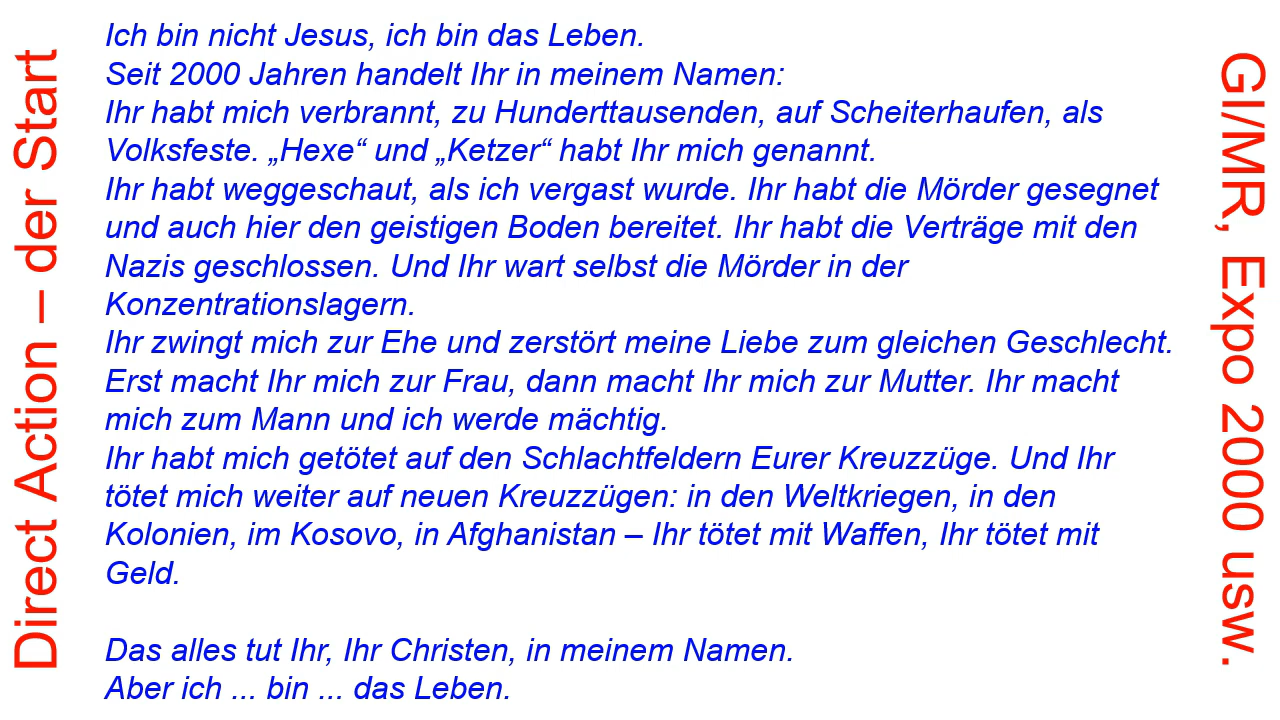 Direct Action – der Start
Ich bin nicht Jesus, ich bin das Leben.
Seit 2000 Jahren handelt Ihr in meinem Namen:
Ihr habt mich verbrannt, zu Hunderttausenden, auf Scheiterhaufen, als
Volksfeste. „Hexe“ und „Ketzer“ habt Ihr mich genannt.
Ihr habt weggeschaut, als ich vergast wurde. Ihr habt die Mörder gesegnet
und auch hier den geistigen Boden bereitet. Ihr habt die Verträge mit den
Nazis geschlossen. Und Ihr wart selbst die Mörder in der
Konzentrationslagern.
Ihr zwingt mich zur Ehe und zerstört meine Liebe zum gleichen Geschlecht.
Erst macht Ihr mich zur Frau, dann macht Ihr mich zur Mutter. Ihr macht
mich zum Mann und ich werde mächtig.
Ihr habt mich getötet auf den Schlachtfeldern Eurer Kreuzzüge. Und Ihr
tötet mich weiter auf neuen Kreuzzügen: in den Weltkriegen, in den
Kolonien, im Kosovo, in Afghanistan – Ihr tötet mit Waffen, Ihr tötet mit
Geld.
Das alles tut Ihr, Ihr Christen, in meinem Namen.
Aber ich ... bin ... das Leben.
GI/MR, Expo 2000 usw.